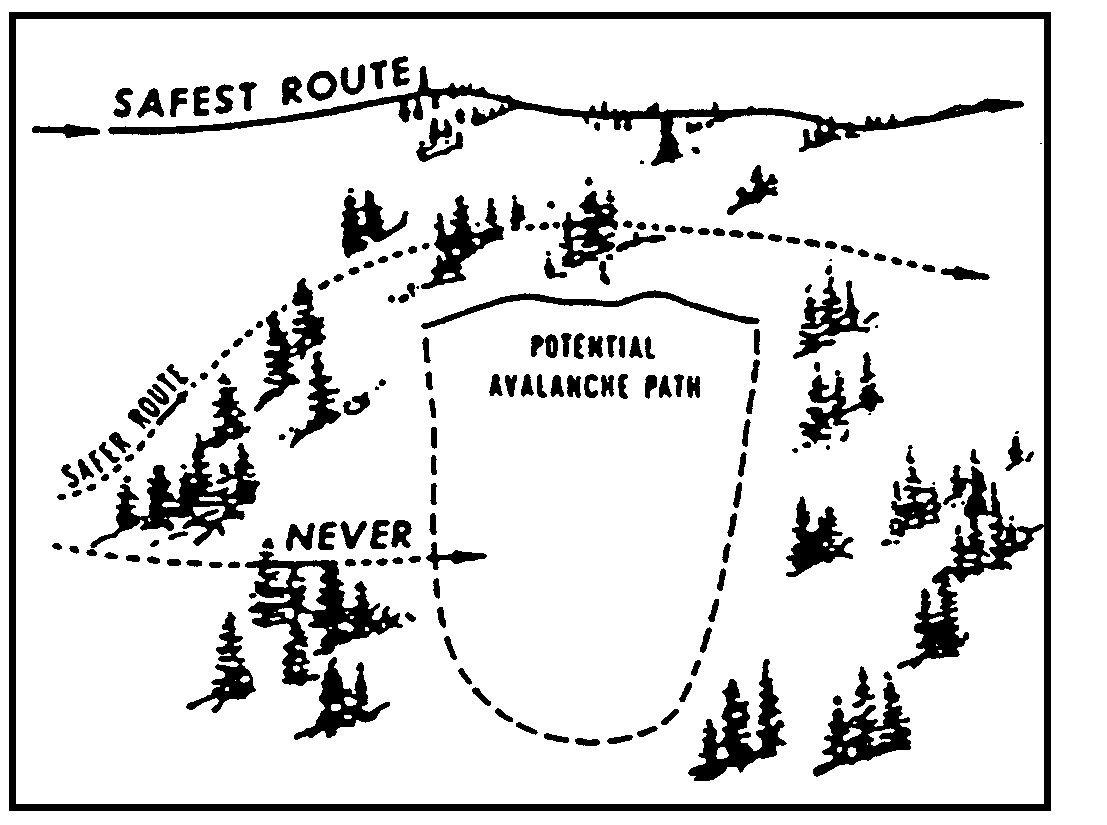 SAFEST ROUTE
POTENTIAL
AVALANCHE PATH
SAFER ROUTE
NEVER